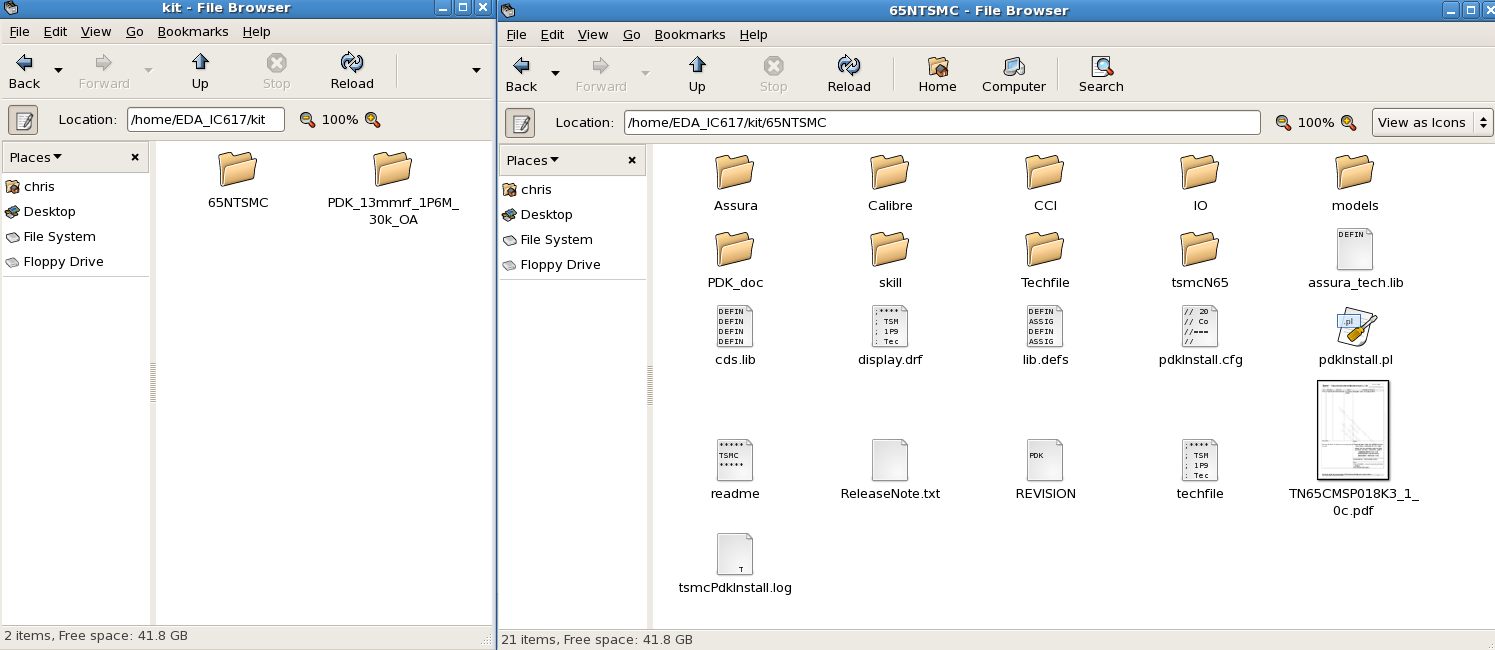 kit - File Browser
File Edit View Go Bookmarks Help
Back Forward Up Stop Reload
Location: /home/EDA_IC617/kit 100%
Places
chris
Desktop
File System
Floppy Drive
65NTSMC
PDK_13mmrf_1P6M_
30k_OA
2 items, Free space: 41.8 GB
65NTSMC - File Browser
File Edit View Go Bookmarks Help
Back Forward Up Stop Reload Home Computer Search
Location: /home/EDA_IC617/kit/65NTSMC 100% View as Icons
Places
chris
Desktop
File System
Floppy Drive
Assura Calibre CCI IO models
DEFIN
PDK_doc skill Techfile tsmcN65 assura_tech.lib
DEFIN
DEFIN
DEFIN
DEFIN
;****
; TSM
; 1P9
: Tec
DEFIN
ASSIG
DEFIN
ASSIG
// 20
// Co
//===
//
.pl
cds.lib display.drf lib.defs pdkInstall.cfg pdkInstall.pl
*****
TSMC
*****
PDK
;****
; TSM
; 1P9
: Tec
readme ReleaseNote.txt REVISION techfile TN65CMSP018K3_1_
0c.pdf
T
tsmcPdkInstall.log
21 items, Free space: 41.8 GB